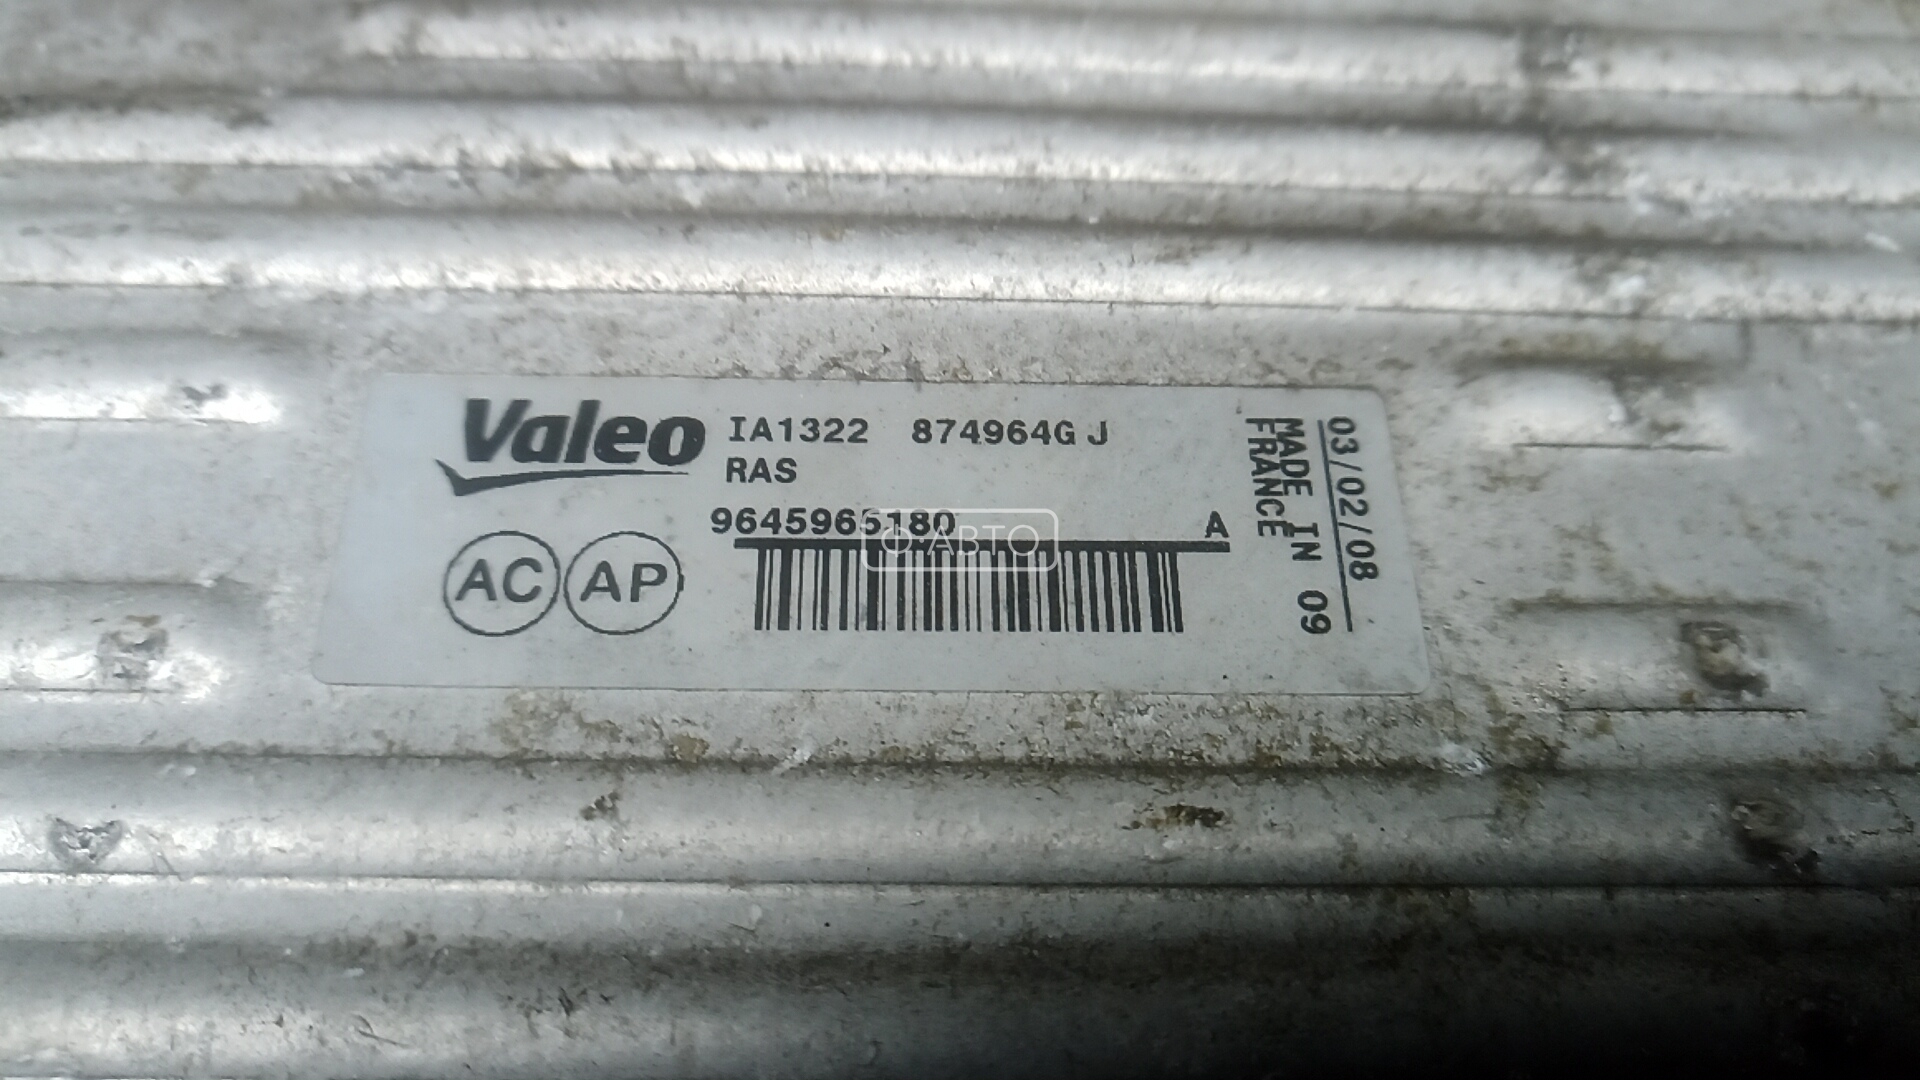 Valeo IA1322 874964G J
RAS
9645965180 A
AC AP
03/02/08
MADE IN 09
FRANCE
Ф АВТО